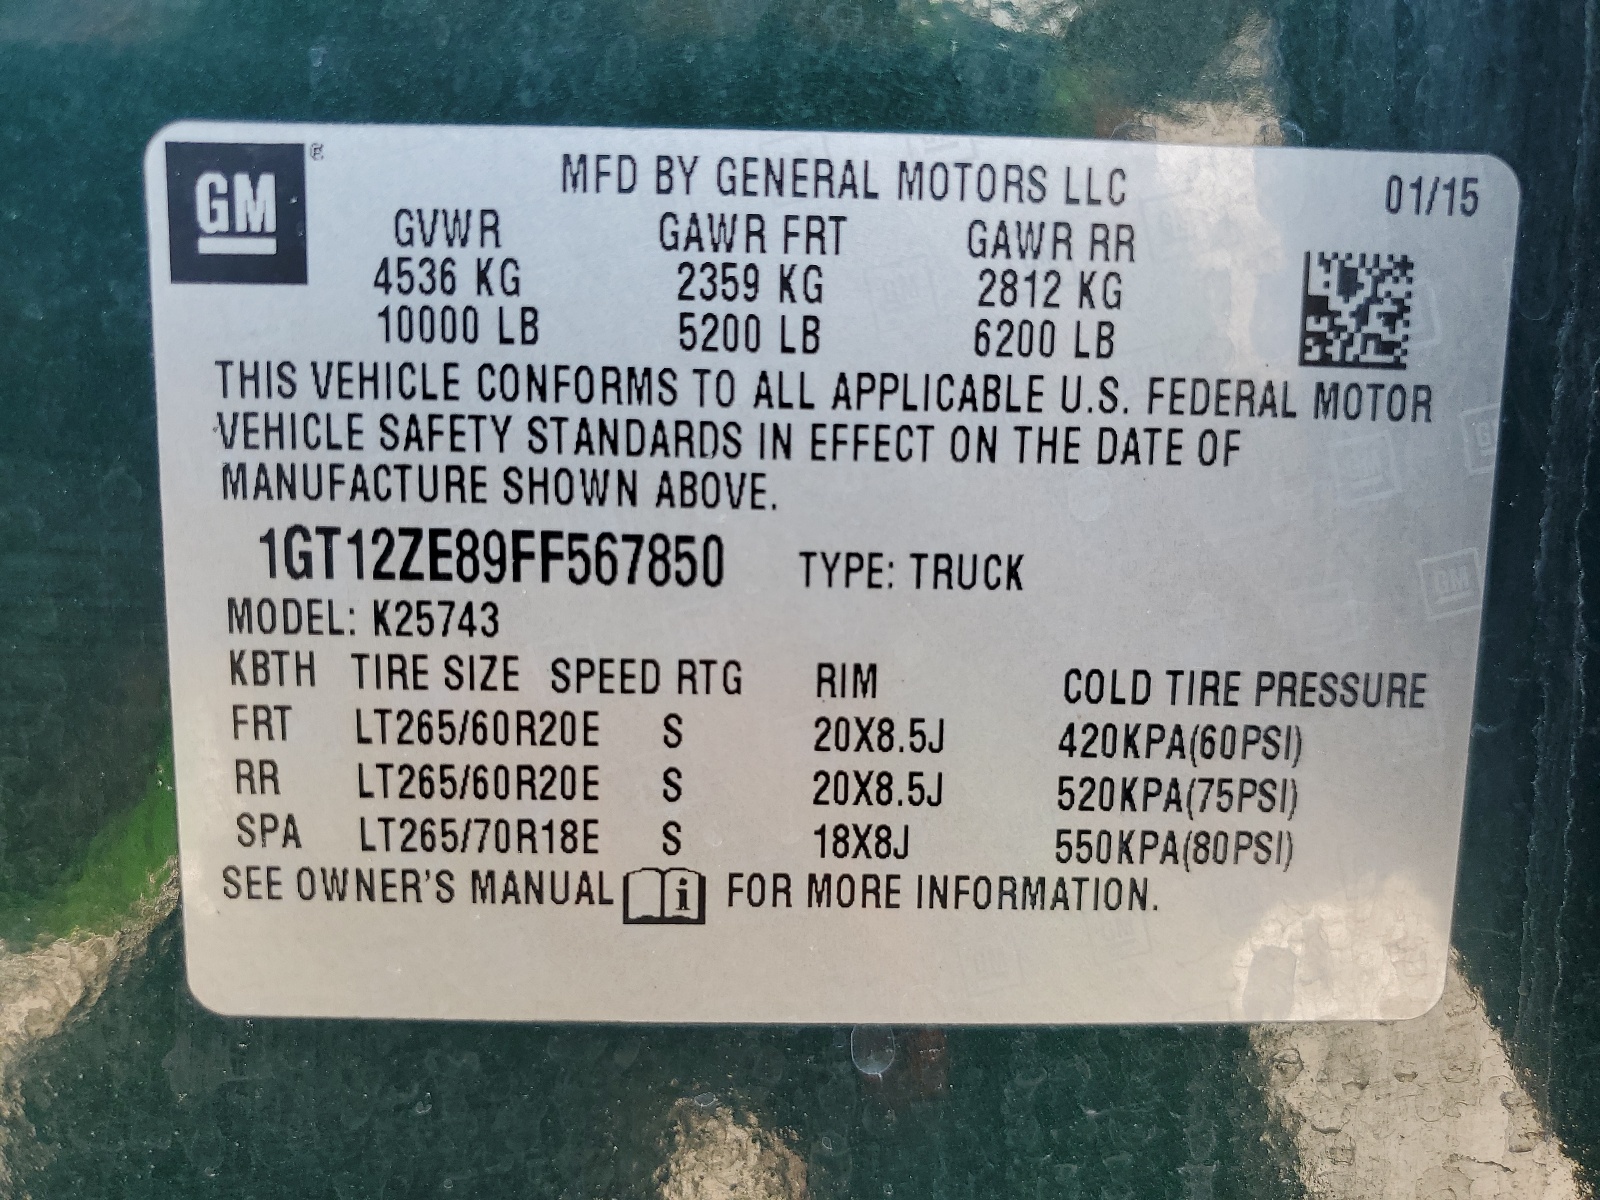 GM ®
MFD BY GENERAL MOTORS LLC 01/15
GVWR GAWR FRT GAWR RR
4536 KG 2359 KG 2812 KG
10000 LB 5200 LB 6200 LB
THIS VEHICLE CONFORMS TO ALL APPLICABLE U.S. FEDERAL MOTOR
VEHICLE SAFETY STANDARDS IN EFFECT ON THE DATE OF
MANUFACTURE SHOWN ABOVE.
1GT12ZE89FF567850 TYPE: TRUCK
MODEL: K25743
KBTH TIRE SIZE SPEED RTG RIM COLD TIRE PRESSURE
FRT LT265/60R20E S 20X8.5J 420KPA(60PSI)
RR LT265/60R20E S 20X8.5J 520KPA(75PSI)
SPA LT265/70R18E S 18X8J 550KPA(80PSI)
SEE OWNER'S MANUAL i FOR MORE INFORMATION.